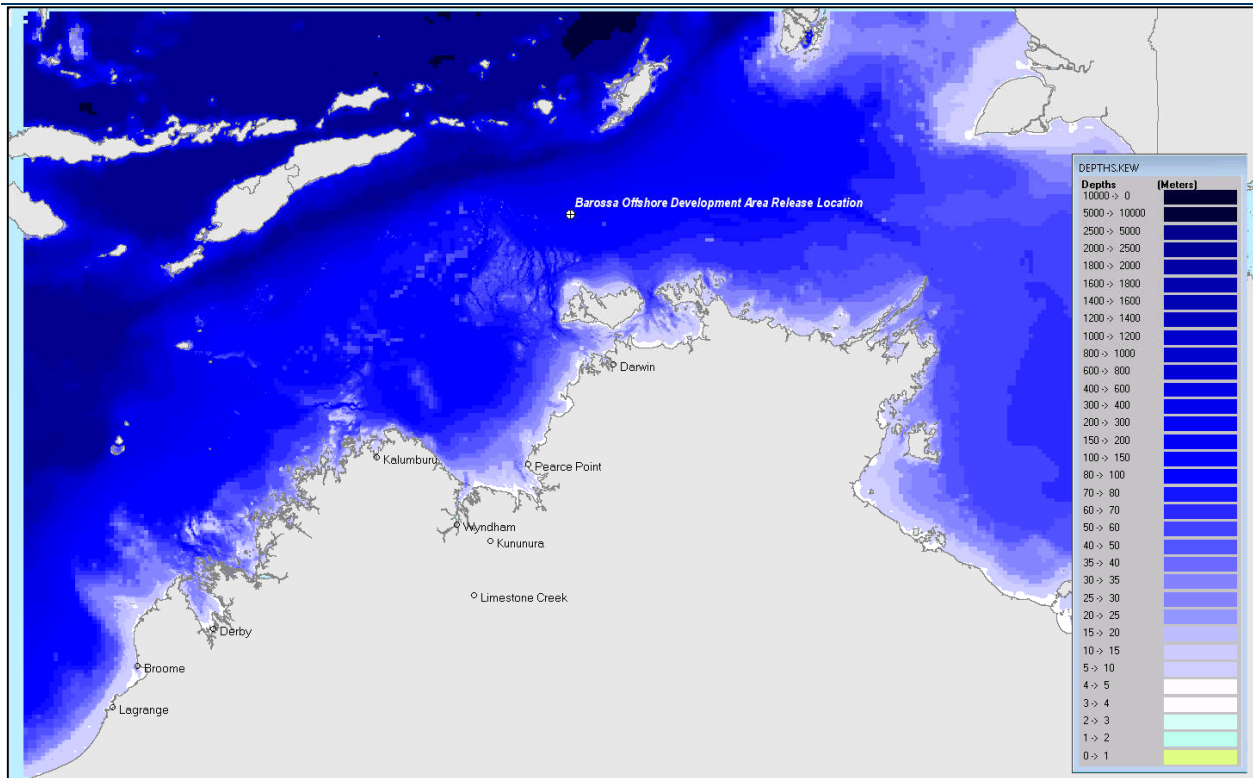 Barossa Offshore Development Area Release Location
Darwin
Kalumburu
Pearce Point
Wyndham
Kununura
Limestone Creek
Derby
Broome
Lagrange
DEPTHS.KEW
Depths (Meters)
10000 -> 0
5000 -> 10000
2500 -> 5000
2000 -> 2500
1800 -> 2000
1600 -> 1800
1400 -> 1600
1200 -> 1400
1000 -> 1200
800 -> 1000
600 -> 800
400 -> 600
300 -> 400
200 -> 300
150 -> 200
100 -> 150
80 -> 100
70 -> 80
60 -> 70
50 -> 60
40 -> 50
35 -> 40
30 -> 35
25 -> 30
20 -> 25
15 -> 20
10 -> 15
5 -> 10
4 -> 5
3 -> 4
2 -> 3
1 -> 2
0 -> 1